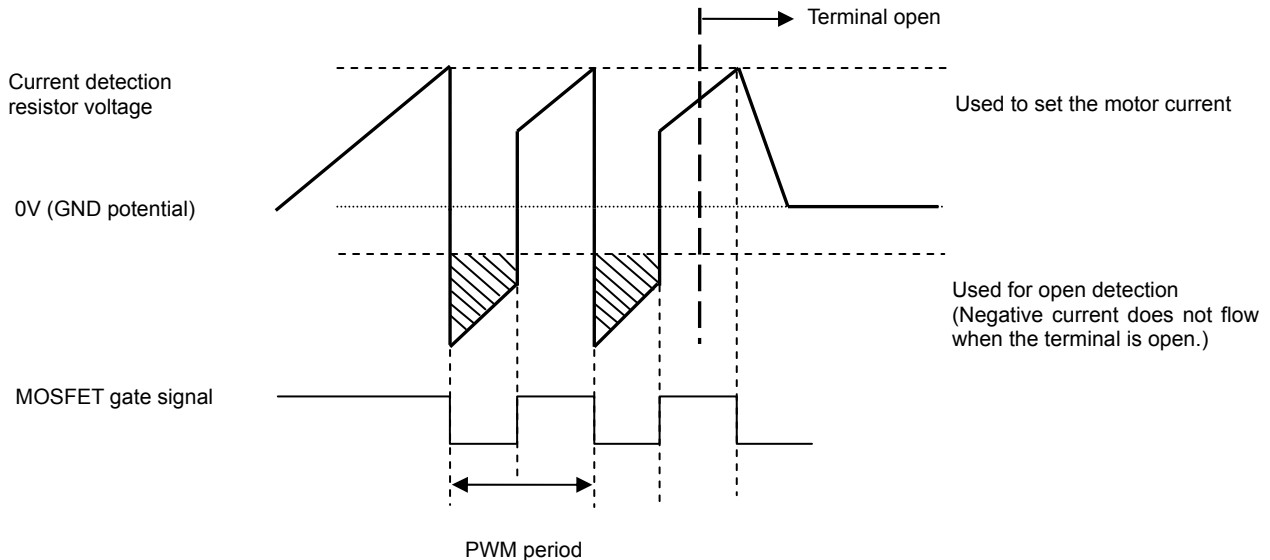 Terminal open
Current detection
resistor voltage
Used to set the motor current
0V (GND potential)
Used for open detection
(Negative current does not flow
when the terminal is open.)
MOSFET gate signal
PWM period